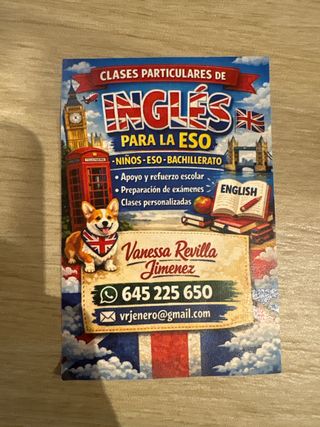 CLASES PARTICULARES DE
INGLÉS
PARA LA ESO
- NIÑOS - ESO - BACHILLERATO -
• Apoyo y refuerzo escolar
• Preparación de exámenes
• Clases personalizadas
ENGLISH
TELEPHONE
Vanessa Revilla
Jimenez
645 225 650
vrjenero@gmail.com